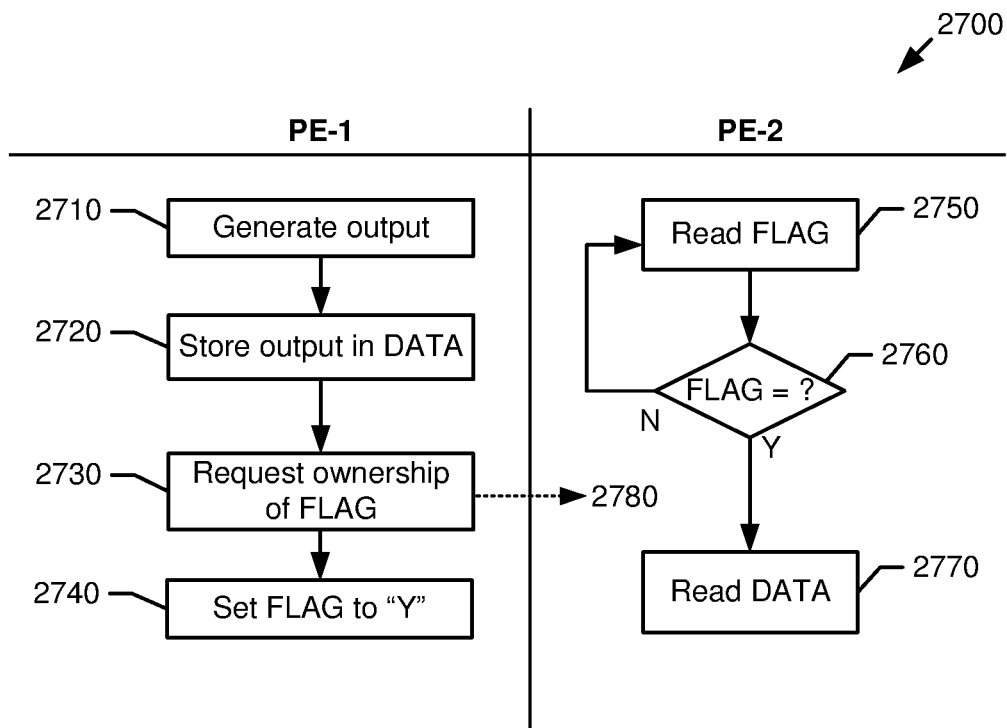 2700
PE-1
PE-2
2710
Generate output
2720
Store output in DATA
2730
Request ownership
of FLAG
2780
2740
Set FLAG to “Y”
2750
Read FLAG
2760
FLAG = ?
N
Y
2770
Read DATA